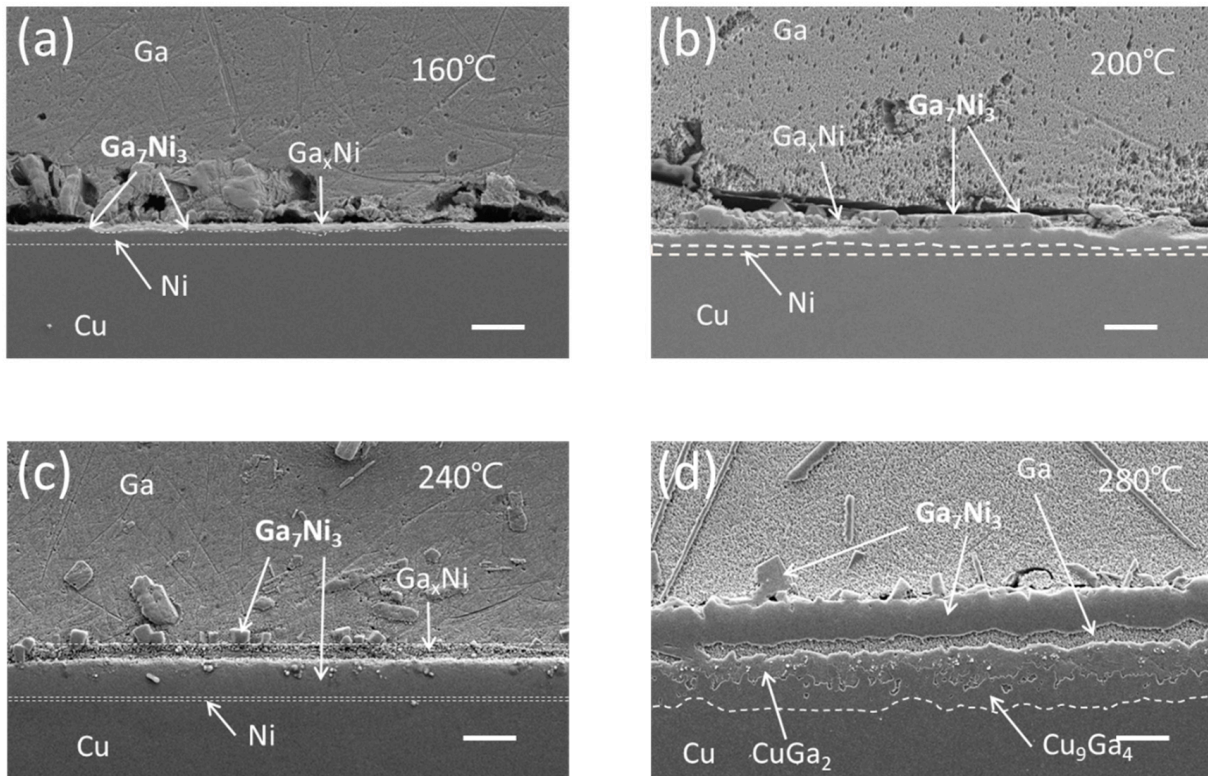 (a)
Ga
160℃
Ga₇Ni₃
GaₓNi
Ni
Cu
(b)
Ga
200℃
Ga₇Ni₃
GaₓNi
Ni
Cu
(c)
Ga
240℃
Ga₇Ni₃
GaₓNi
Ni
Cu
(d)
Ga
280℃
Ga₇Ni₃
Cu
CuGa₂
Cu₉Ga₄